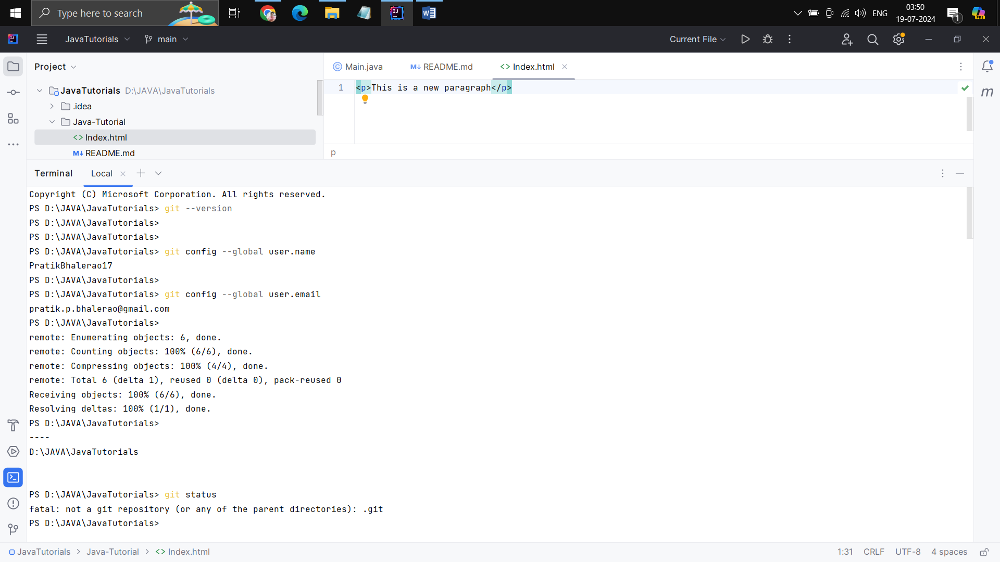 Type here to search
ENG
03:50
19-07-2024
1
PRE
JavaTutorials
main
Current File
Project
Main.java
M↓ README.md
<> Index.html
JavaTutorials D:\JAVA\JavaTutorials
.idea
Java-Tutorial
<> Index.html
M↓ README.md
1 <p>This is a new paragraph</p>
p
m
Terminal
Local
Copyright (C) Microsoft Corporation. All rights reserved.
PS D:\JAVA\JavaTutorials> git --version
PS D:\JAVA\JavaTutorials>
PS D:\JAVA\JavaTutorials>
PS D:\JAVA\JavaTutorials> git config --global user.name
PratikBhalerao17
PS D:\JAVA\JavaTutorials>
PS D:\JAVA\JavaTutorials> git config --global user.email
pratik.p.bhalerao@gmail.com
PS D:\JAVA\JavaTutorials>
remote: Enumerating objects: 6, done.
remote: Counting objects: 100% (6/6), done.
remote: Compressing objects: 100% (4/4), done.
remote: Total 6 (delta 1), reused 0 (delta 0), pack-reused 0
Receiving objects: 100% (6/6), done.
Resolving deltas: 100% (1/1), done.
PS D:\JAVA\JavaTutorials>
----
D:\JAVA\JavaTutorials
PS D:\JAVA\JavaTutorials> git status
fatal: not a git repository (or any of the parent directories): .git
PS D:\JAVA\JavaTutorials>
JavaTutorials > Java-Tutorial > <> Index.html
1:31 CRLF UTF-8 4 spaces